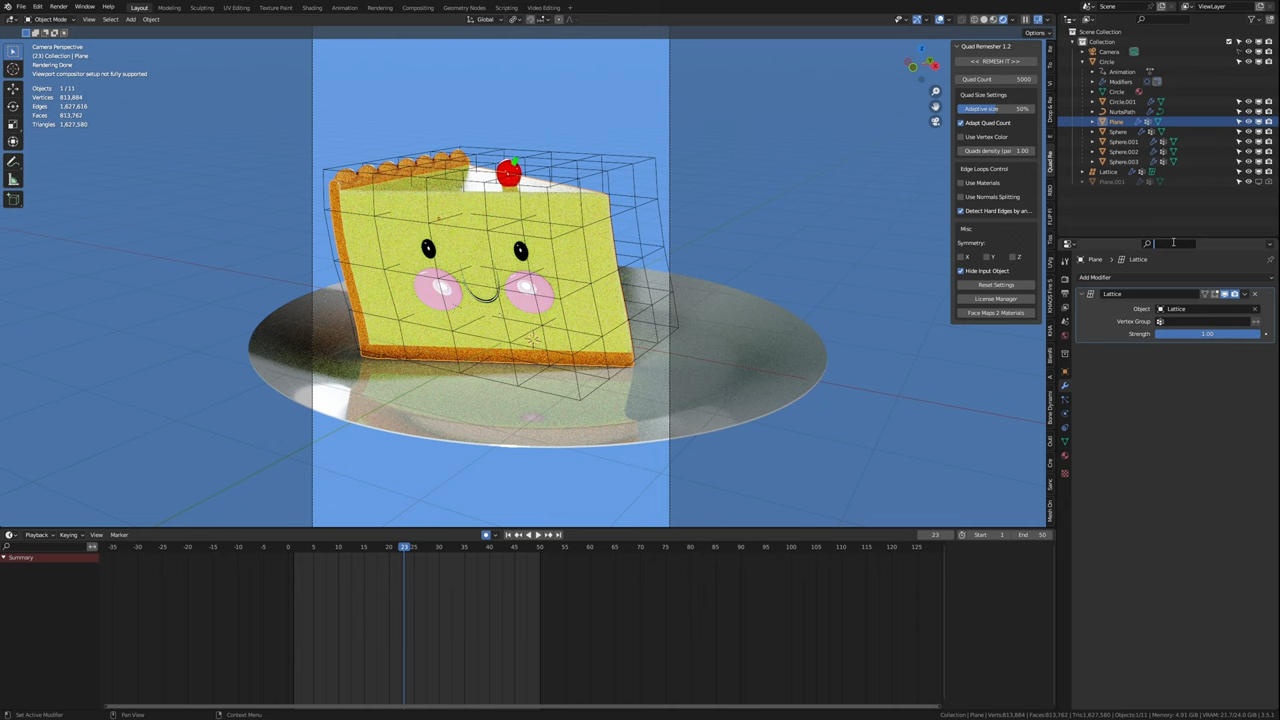 File Edit Render Window Help Layout Modeling Sculpting UV Editing Texture Paint Shading Animation Rendering Compositing Geometry Nodes Scripting +
Scene ViewLayer
Object Mode View Select Add Object
Global
Options
Camera Perspective
(23) Collection | Plane
Rendering Done
Viewport compositor setup not fully supported
Objects 1/11
Vertices 813,884
Edges 1,627,616
Faces 813,762
Triangles 1,627,580
Quad Remesher 1.2
<< REMESH IT >>
Quad Count 5000
Quad Size Settings
Adaptive size 50%
Adapt Quad Count
Use Vertex Color
Quads density (pai 1.00
Edge Loops Control
Use Materials
Use Normals Splitting
Detect Hard Edges by an...
Misc
Symmetry:
X Y Z
Hide Input Object
Reset Settings
License Manager
Face Maps 2 Materials
Scene Collection
Collection
Camera
Circle
Animation
Modifiers
Circle
Circle.001
NurbsPath
Plane
Sphere
Sphere.001
Sphere.002
Sphere.003
Lattice
Plane.001
Plane > Lattice
Add Modifier
Lattice
Object Lattice
Vertex Group
Strength 1.00
Playback Keying View Marker
23 Start 1 End 50
-35 -30 -25 -20 -15 -10 -5 0 5 10 15 20 23 25 30 35 40 45 50 55 60 65 70 75 80 85 90 95 100 105 110 115 120 125
Summary
Set Active Modifier Pan View Context Menu
Collection | Plane | Verts:813,884 | Faces:813,762 | Tris:1,627,580 | Objects:1/11 | Memory: 4.91 GiB | VRAM: 21.7/24.0 GiB | 3.5.1